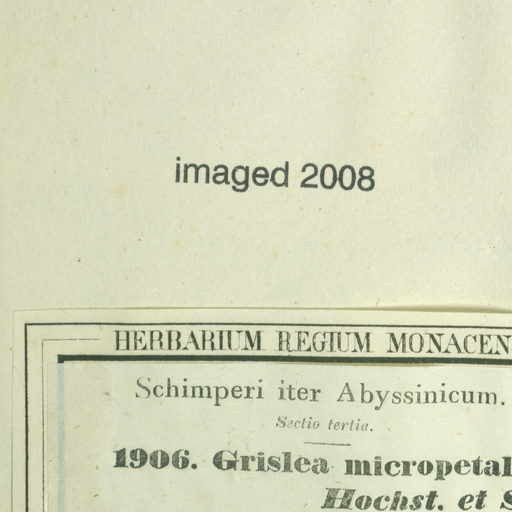 imaged 2008
HERBARIUM REGIUM MONACEN
Schimperi iter Abyssinicum.
Sectio tertia.
1906. Grislea micropetal
Hochst. et S